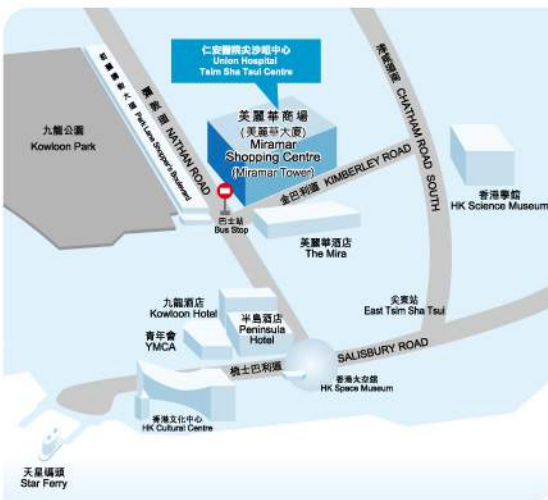 仁安醫院尖沙咀中心
Union Hospital
Tsim Sha Tsui Centre
美麗華商場
(美麗華大廈)
Miramar
Shopping Centre
(Miramar Tower)
彌敦道 NATHAN ROAD
Park Lane Shopper's Boulevard
九龍公園
Kowloon Park
漆咸道南 CHATHAM ROAD SOUTH
金巴利道 KIMBERLEY ROAD
香港學館
HK Science Museum
巴士站
Bus Stop
美麗華酒店
The Mira
九龍酒店
Kowloon Hotel
半島酒店
Peninsula
Hotel
青年會
YMCA
尖東站
East Tsim Sha Tsui
梳士巴利道
SALISBURY ROAD
香港太空館
HK Space Museum
香港文化中心
HK Cultural Centre
天星碼頭
Star Ferry